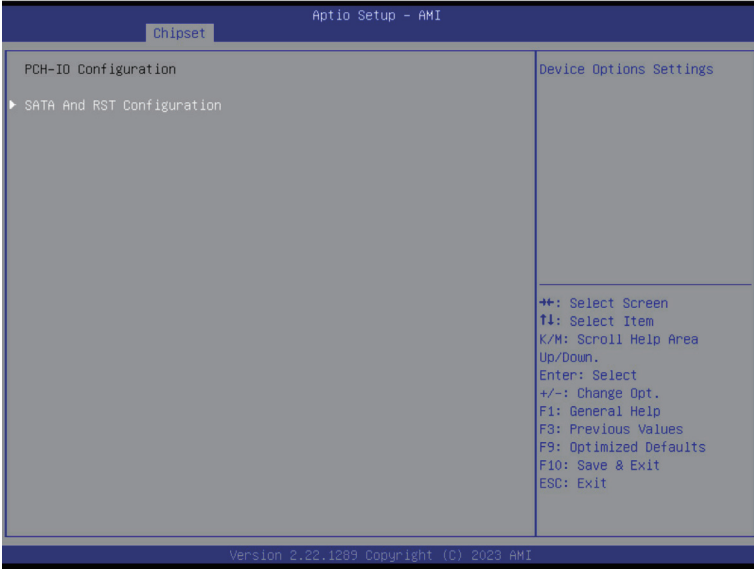 Aptio Setup – AMI
Chipset
PCH-IO Configuration
SATA And RST Configuration
Device Options Settings
→←: Select Screen
↑↓: Select Item
K/M: Scroll Help Area
Up/Down.
Enter: Select
+/-: Change Opt.
F1: General Help
F3: Previous Values
F9: Optimized Defaults
F10: Save & Exit
ESC: Exit
Version 2.22.1289 Copyright (C) 2023 AMI